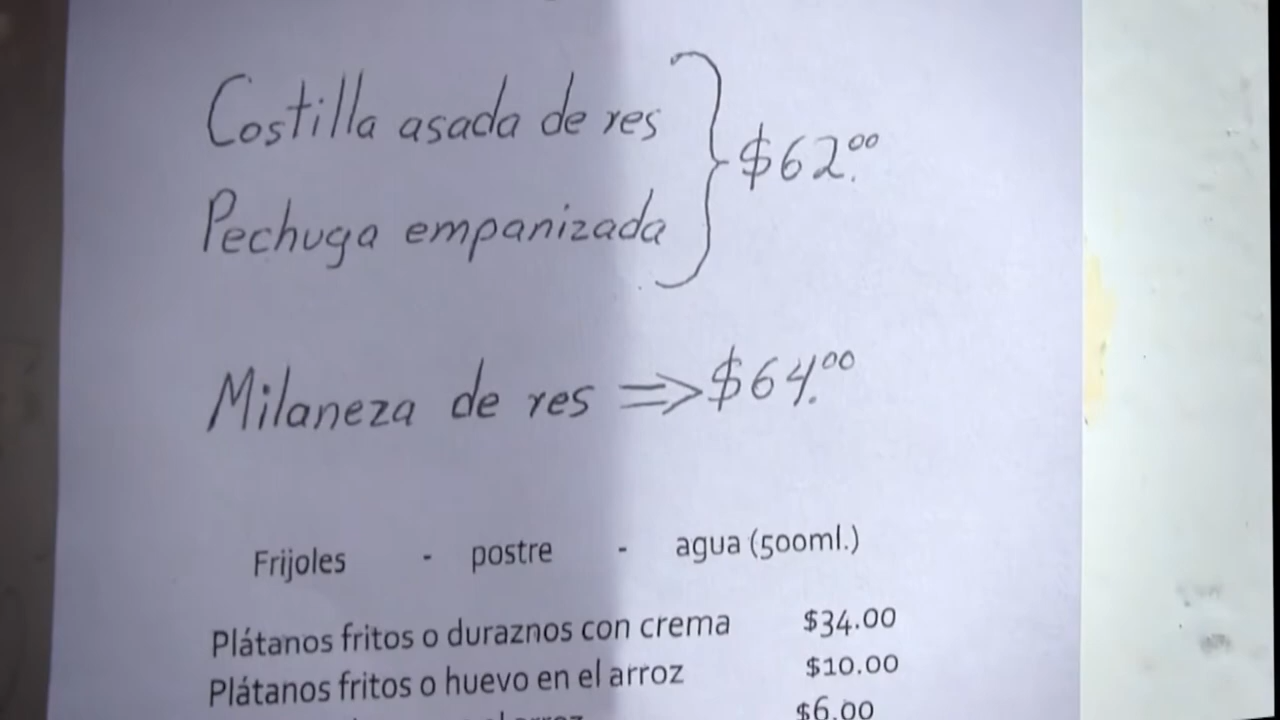 Costilla asada de res
Pechuga empanizada
$62.00
Milaneza de res => $64.00
Frijoles - postre - agua (500ml.)
Plátanos fritos o duraznos con crema $34.00
Plátanos fritos o huevo en el arroz $10.00
arroz $6.00